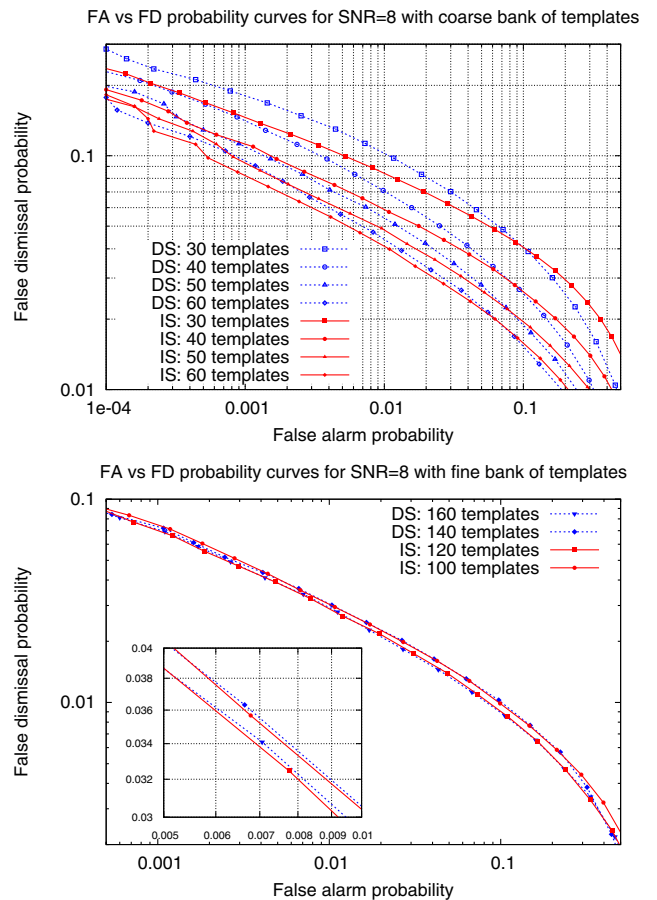 FA vs FD probability curves for SNR=8 with coarse bank of templates
False dismissal probability
0.1
0.01
DS: 30 templates
DS: 40 templates
DS: 50 templates
DS: 60 templates
IS: 30 templates
IS: 40 templates
IS: 50 templates
IS: 60 templates
1e-04
0.001
0.01
0.1
False alarm probability
FA vs FD probability curves for SNR=8 with fine bank of templates
False dismissal probability
0.1
0.01
DS: 160 templates
DS: 140 templates
IS: 120 templates
IS: 100 templates
0.04
0.038
0.036
0.034
0.032
0.03
0.005
0.006
0.007
0.008
0.009
0.01
0.001
0.01
0.1
False alarm probability